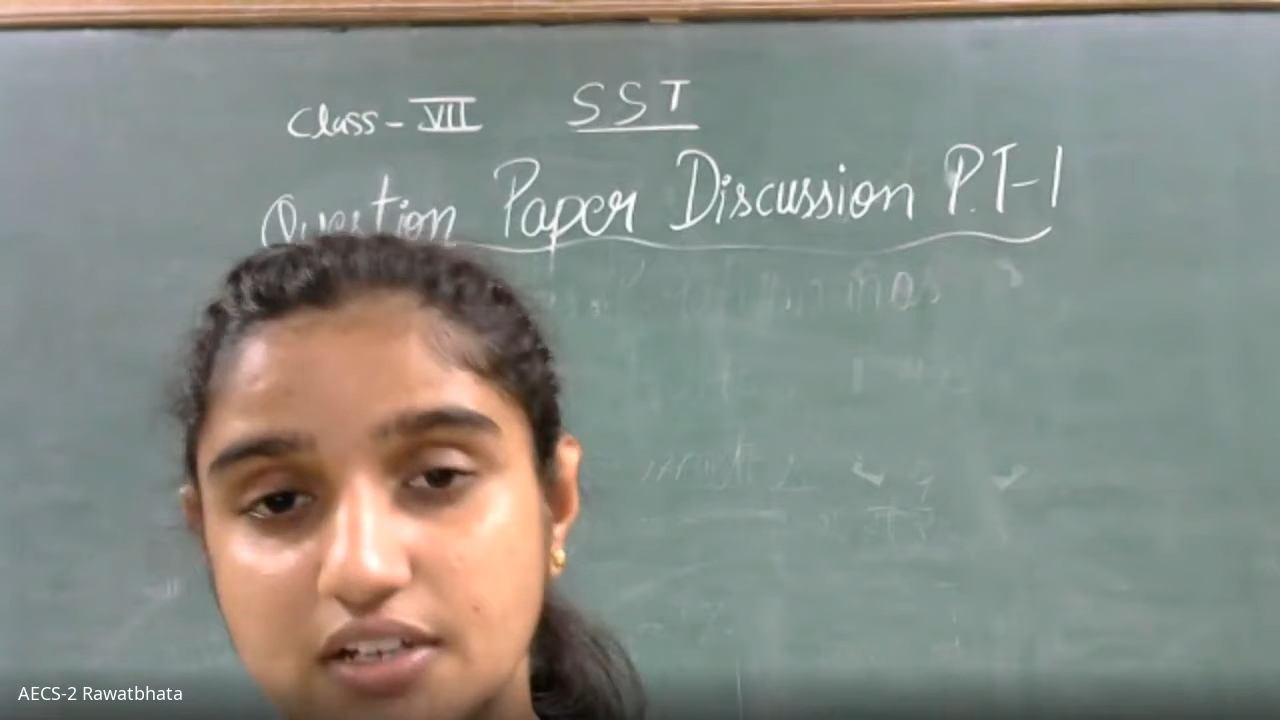 Class - VII SST
Question Paper Discussion P.T-1
AECS-2 Rawatbhata